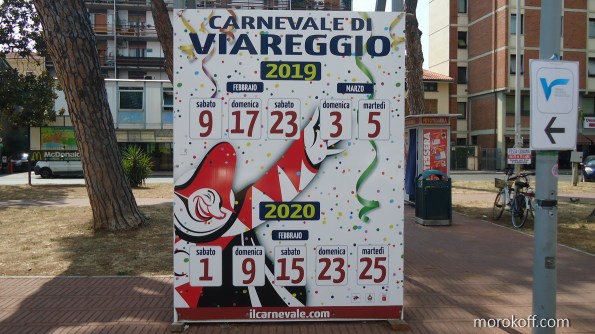 CARNEVALE DI
VIAREGGIO
2019
FEBBRAIO MARZO
sabato domenica sabato domenica martedì
9 17 23 3 5
2020
FEBBRAIO
sabato domenica sabato domenica martedì
1 9 15 23 25
ilcarnevale.com
McDonald's
TESSERA
morokoff.com